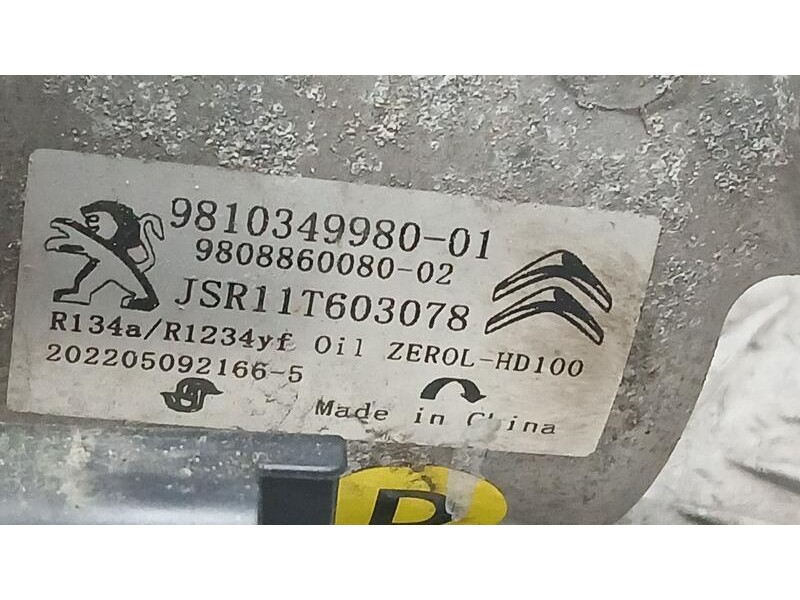 9810349980-01
9808860080-02
JSR11T603078
R134a/R1234yf Oil ZEROL-HD100
202205092166-5
Made in China